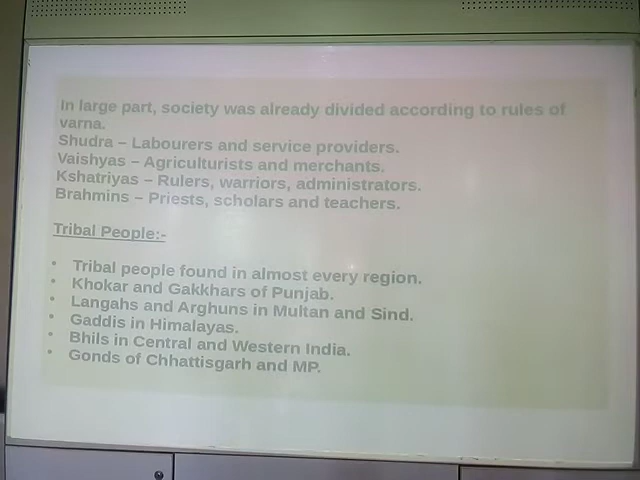 In large part, society was already divided according to rules of
varna.
Shudra – Labourers and service providers.
Vaishyas – Agriculturists and merchants.
Kshatriyas – Rulers, warriors, administrators.
Brahmins – Priests, scholars and teachers.
Tribal People:-
• Tribal people found in almost every region.
• Khokar and Gakkhars of Punjab.
• Langahs and Arghuns in Multan and Sind.
• Gaddis in Himalayas.
• Bhils in Central and Western India.
• Gonds of Chhattisgarh and MP.